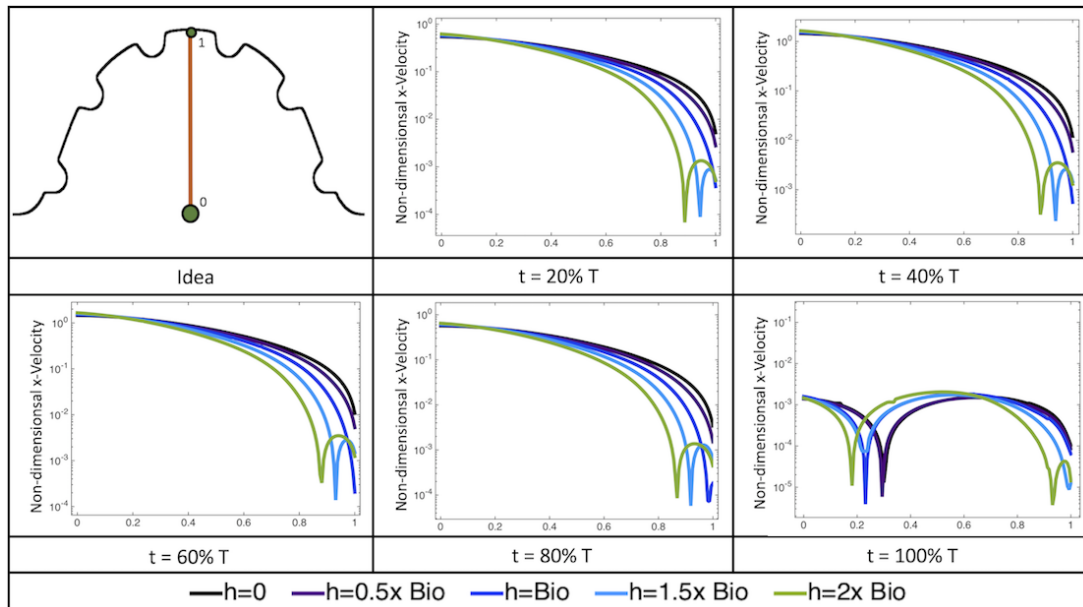 1
0
Idea
Non-dimensionsal x-Velocity
10^0
10^-1
10^-2
10^-3
10^-4
0 0.2 0.4 0.6 0.8 1
t = 20% T
Non-dimensionsal x-Velocity
10^0
10^-1
10^-2
10^-3
0 0.2 0.4 0.6 0.8 1
t = 40% T
Non-dimensionsal x-Velocity
10^0
10^-1
10^-2
10^-3
10^-4
0 0.2 0.4 0.6 0.8 1
t = 60% T
Non-dimensionsal x-Velocity
10^0
10^-1
10^-2
10^-3
10^-4
0 0.2 0.4 0.6 0.8 1
t = 80% T
Non-dimensionsal x-Velocity
10^-1
10^-2
10^-3
10^-4
10^-5
0 0.2 0.4 0.6 0.8 1
t = 100% T
h=0 h=0.5x Bio h=Bio h=1.5x Bio h=2x Bio